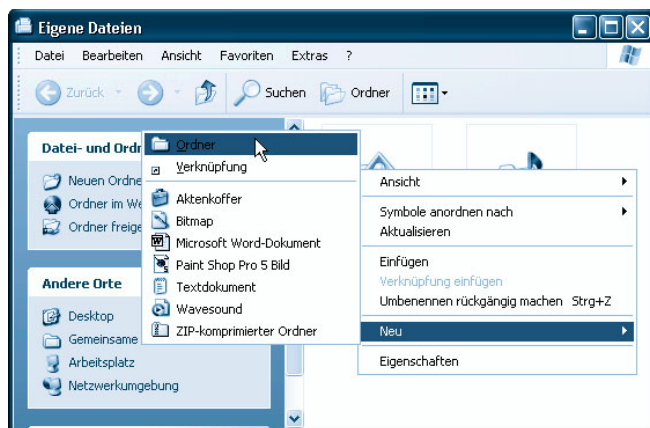 Eigene Dateien
Datei Bearbeiten Ansicht Favoriten Extras ?
Zurück Suchen Ordner
Datei- und Ordn
Neuen Ordne
Ordner im We
Ordner freige
Andere Orte
Desktop
Gemeinsame
Arbeitsplatz
Netzwerkumgebung
Ordner
Verknüpfung
Aktenkoffer
Bitmap
Microsoft Word-Dokument
Paint Shop Pro 5 Bild
Textdokument
Wavesound
ZIP-komprimierter Ordner
Ansicht
Symbole anordnen nach
Aktualisieren
Einfügen
Verknüpfung einfügen
Umbenennen rückgängig machen Strg+Z
Neu
Eigenschaften